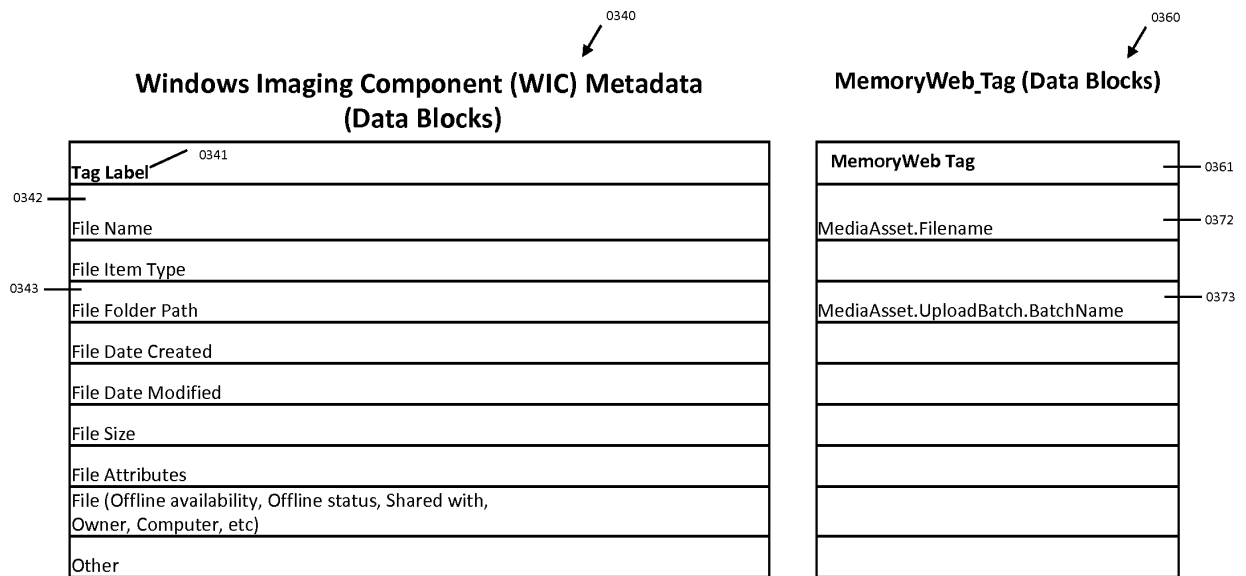 0340
0360
Windows Imaging Component (WIC) Metadata
(Data Blocks)
MemoryWeb_Tag (Data Blocks)
0341
Tag Label
MemoryWeb Tag
0361
0342
File Name
MediaAsset.Filename
0372
File Item Type
0343
File Folder Path
MediaAsset.UploadBatch.BatchName
0373
File Date Created
File Date Modified
File Size
File Attributes
File (Offline availability, Offline status, Shared with,
Owner, Computer, etc)
Other